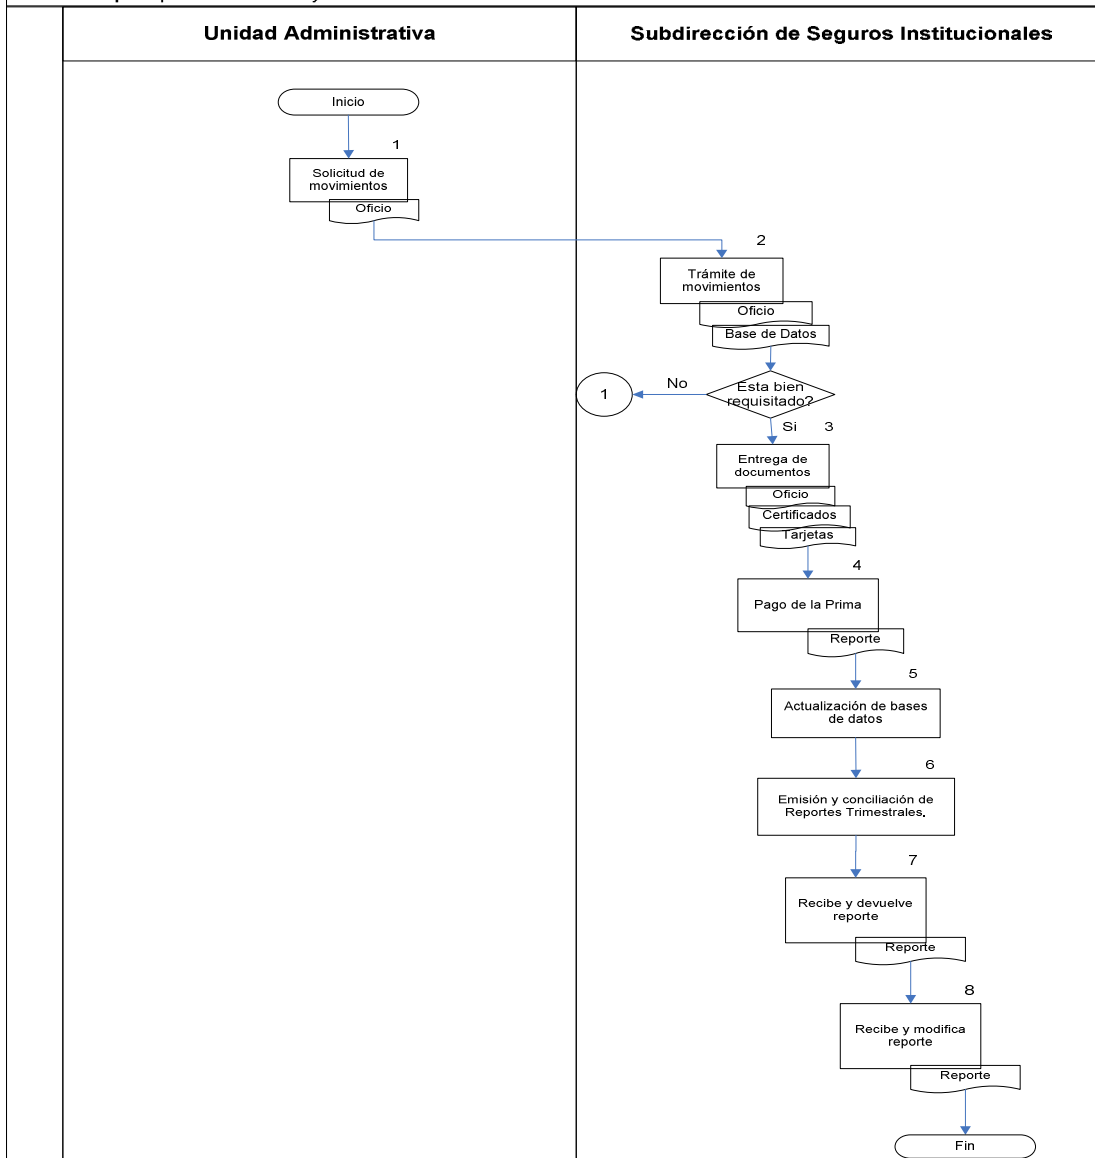 Unidad Administrativa
Subdirección de Seguros Institucionales
Inicio
1
Solicitud de
movimientos
Oficio
2
Trámite de
movimientos
Oficio
Base de Datos
Esta bien
requisitado?
No
1
Si
3
Entrega de
documentos
Oficio
Certificados
Tarjetas
4
Pago de la Prima
Reporte
5
Actualización de bases
de datos
6
Emisión y conciliación de
Reportes Trimestrales.
7
Recibe y devuelve
reporte
Reporte
8
Recibe y modifica
reporte
Reporte
Fin